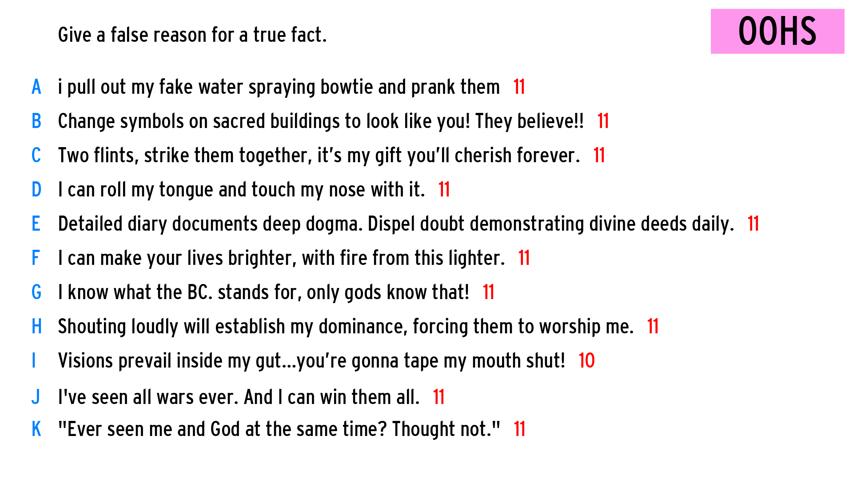 Give a false reason for a true fact.
OOHS
A i pull out my fake water spraying bowtie and prank them 11
B Change symbols on sacred buildings to look like you! They believe!! 11
C Two flints, strike them together, it's my gift you'll cherish forever. 11
D I can roll my tongue and touch my nose with it. 11
E Detailed diary documents deep dogma. Dispel doubt demonstrating divine deeds daily. 11
F I can make your lives brighter, with fire from this lighter. 11
G I know what the BC. stands for, only gods know that! 11
H Shouting loudly will establish my dominance, forcing them to worship me. 11
I Visions prevail inside my gut...you're gonna tape my mouth shut! 10
J I've seen all wars ever. And I can win them all. 11
K "Ever seen me and God at the same time? Thought not." 11